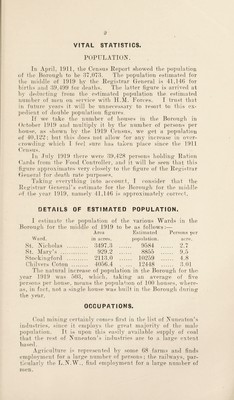 9
VITAL STATISTICS.
POPULATION.
In April, 1911, the Census Report showed the population
of the Borough to be 37,073. The population estimated for
the middle of 1919 by the Registrar General is 41,146 for
births and 39,499 for deaths. The latter figure is arrived at
by deducting from the estimated population the estimated
number of men on service with H.M. Forces. I trust that
in future years it will be unnecessary to resort to this ex-
pedient of double population figures.
If we take the number of houses in the Borough in
October 1919 and multiply it by the number of persons per
house, as shown by the 1919 Census, we get a population
of 40,122; but this does not allow for any increase in over-
crowding which I feel sure has taken place since the 1911
Census.
In July 1919 there were 39,428 persons holding Ration
Cards from the Food Controller, and it will be seen that this
figure approximates very closely to the figure of the Registrar
General for death rate purposes.
Taking everything into account, I consider that the
Registrar General's estimate for the Borough for the middle
of the year 1919, namely 41,146 is approximately correct.
DETAILS OF ESTIMATED POPULATION.
I estimate the population of the various Wards in the
Borough for the middle of 1919 to be as follows:—
Area Estimated Persons per
Ward. in acres. population. acre.
St. Nicholas ......... 3497.3 9584 2.7
St. Mary's ......... 929.2 8855 9.5
Stockingford ......... 2113.0 10259 4.8
Chilvers Coton ......... 4056.4 12448 3.01
The natural increase of population in the Borough for the
year 1919 was 503, which, taking an average of five
persons per house, means the population of 100 houses, where-
as, in fact, not a single house was built in the Borough during
the year.
OCCUPATIONS.
Coal mining certainly comes first in the list of Nuneaton's
industries, since it employs the great majority of the male
population. It is upon this easily available supply of coal
that the rest of Nuneaton's industries are to a large extent
based.
Agriculture is represented by some 68 farms and finds
employment for a large number of persons; the railways, par-
ticularly the L.N.W., find employment for a large number of
men.